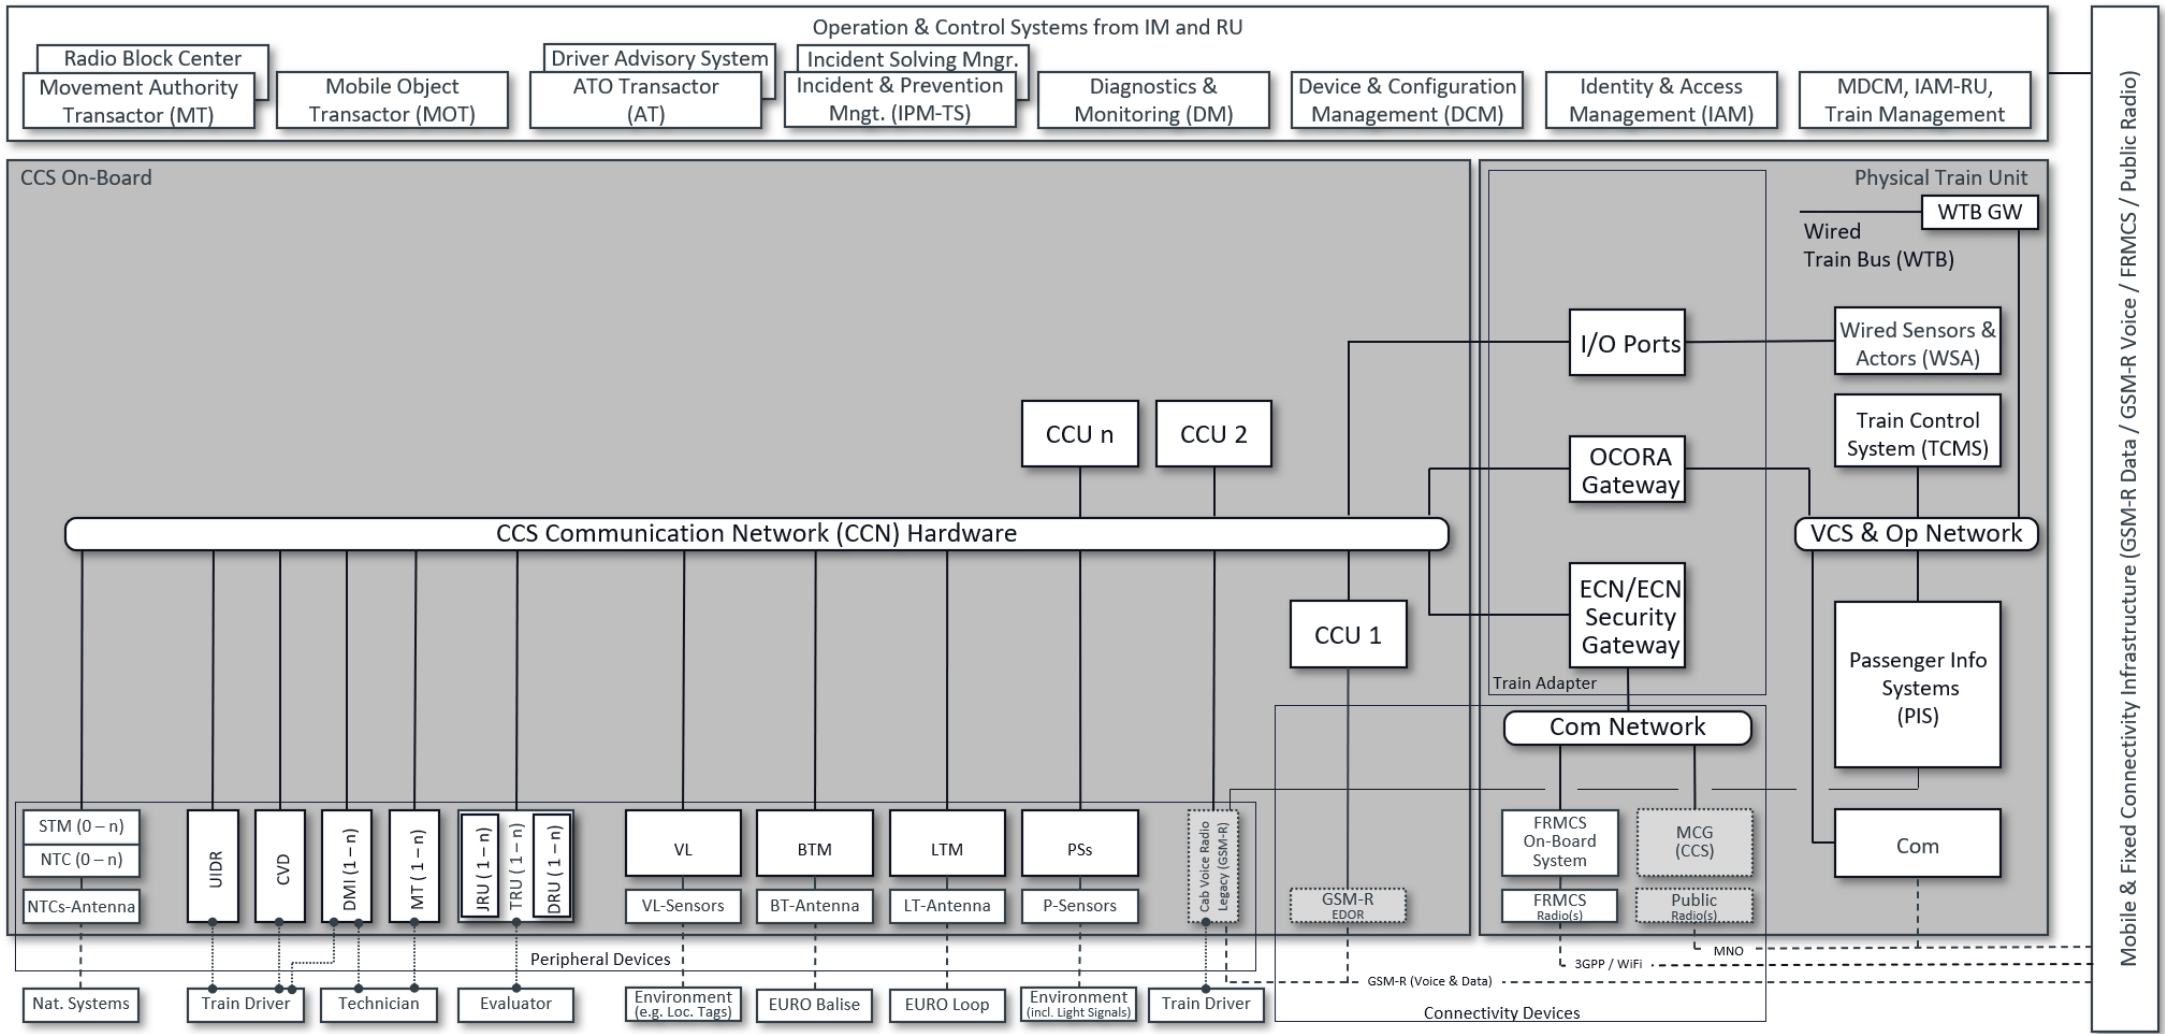 Operation & Control Systems from IM and RU
Radio Block Center
Movement Authority
Transactor (MT)
Mobile Object
Transactor (MOT)
Driver Advisory System
ATO Transactor
(AT)
Incident Solving Mngr.
Incident & Prevention
Mngt. (IPM-TS)
Diagnostics &
Monitoring (DM)
Device & Configuration
Management (DCM)
Identity & Access
Management (IAM)
MDCM, IAM-RU,
Train Management
Mobile & Fixed Connectivity Infrastructure (GSM-R Data / GSM-R Voice / FRMCS / Public Radio)
CCS On-Board
Physical Train Unit
WTB GW
Wired
Train Bus (WTB)
I/O Ports
Wired Sensors &
Actors (WSA)
CCU n
CCU 2
OCORA
Gateway
Train Control
System (TCMS)
CCS Communication Network (CCN) Hardware
VCS & Op Network
CCU 1
ECN/ECN
Security
Gateway
Train Adapter
Passenger Info
Systems
(PIS)
Com Network
STM (0 – n)
NTC (0 – n)
NTCs-Antenna
UIDR
CVD
DMI (1 – n)
MT ( 1 – n)
JRU ( 1 – n)
TRU ( 1 – n)
DRU ( 1 – n)
VL
VL-Sensors
BTM
BT-Antenna
LTM
LT-Antenna
PSs
P-Sensors
Cab Voice Radio
Legacy (GSM-R)
GSM-R
EDOR
FRMCS
On-Board
System
FRMCS
Radio(s)
MCG
(CCS)
Public
Radio(s)
Com
Peripheral Devices
MNO
3GPP / WiFi
GSM-R (Voice & Data)
Connectivity Devices
Nat. Systems
Train Driver
Technician
Evaluator
Environment
(e.g. Loc. Tags)
EURO Balise
EURO Loop
Environment
(incl. Light Signals)
Train Driver